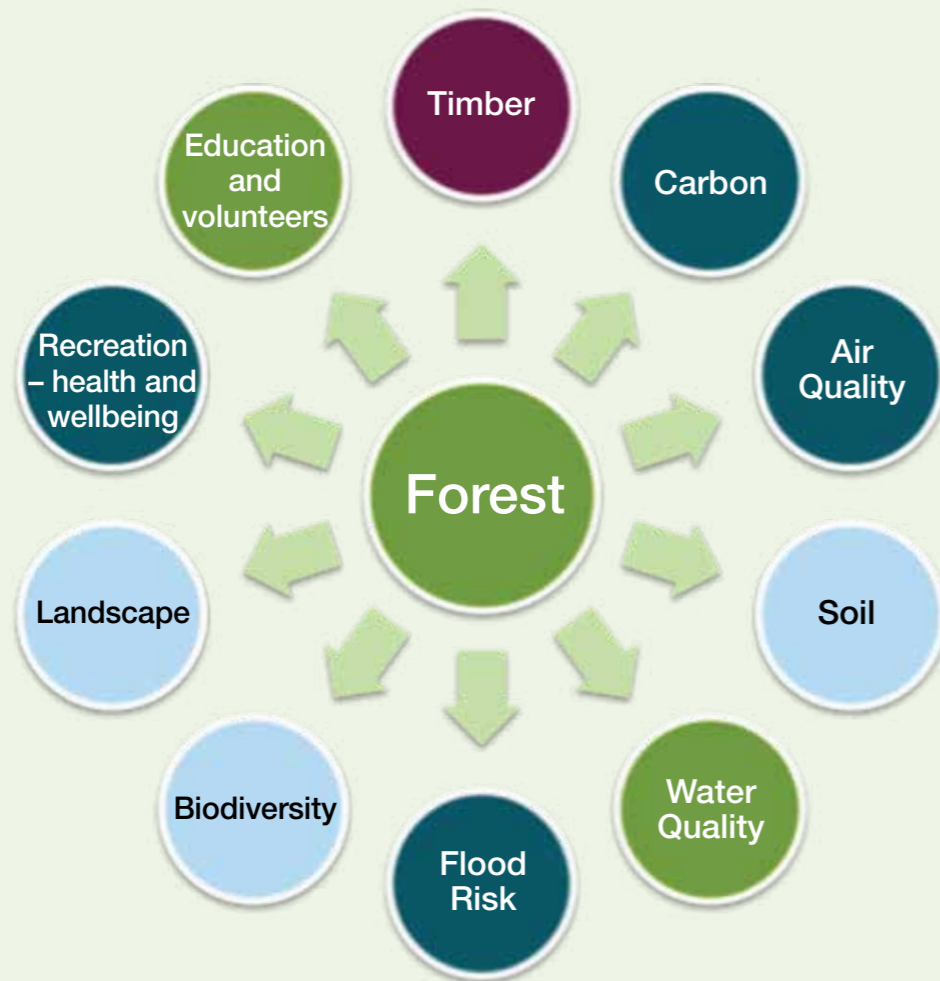 Timber
Carbon
Air
Quality
Soil
Water
Quality
Flood
Risk
Biodiversity
Landscape
Recreation
– health and
wellbeing
Education
and
volunteers
Forest